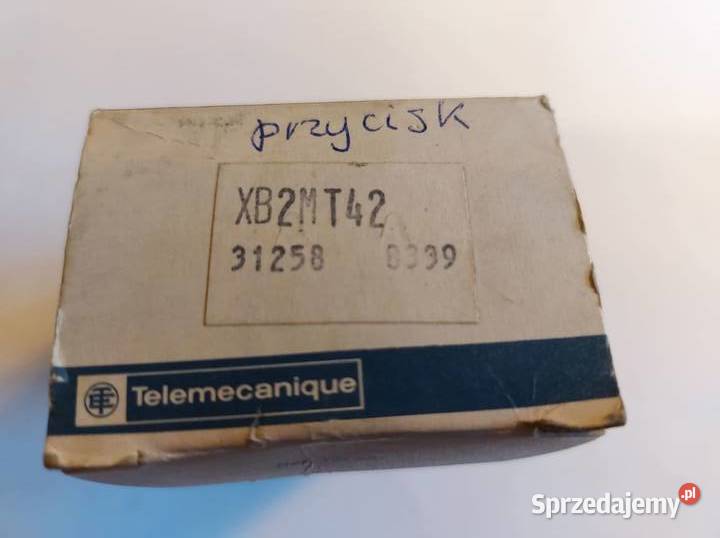 przycisk
XB2MT42
31258 8339
Telemecanique
Sprzedajemy.pl